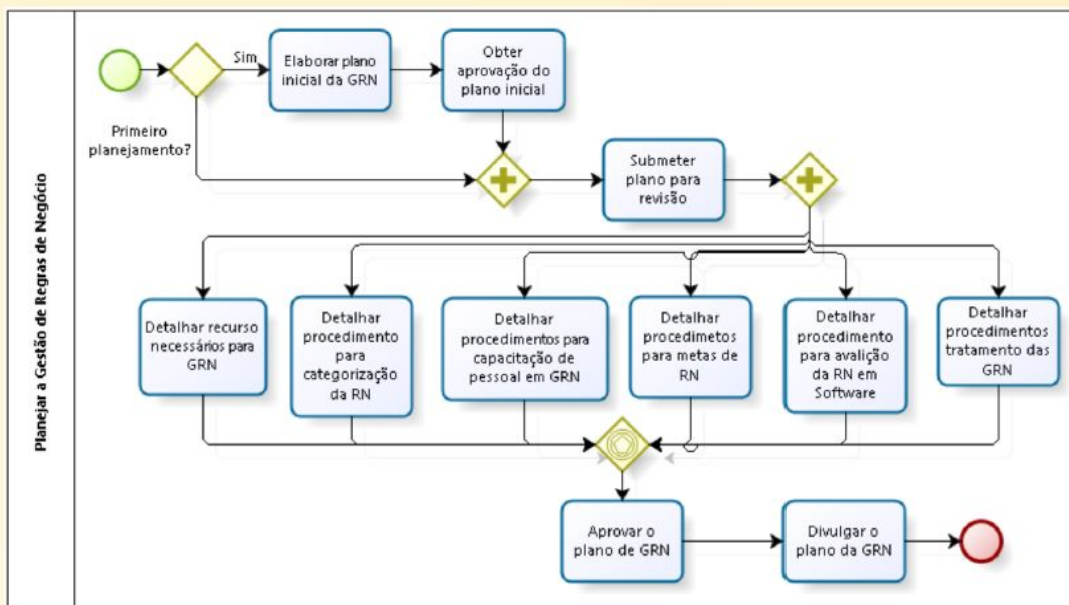 Planejar a Gestão de Regras de Negócio
Sim
Elaborar plano
inicial da GRN
Obter
aprovação do
plano inicial
Primeiro
planejamento?
Submeter
plano para
revisão
Detalhar recurso
necessários para
GRN
Detalhar
procedimento
para
categorização
da RN
Detalhar
procedimentos para
capacitação de
pessoal em GRN
Detalhar
procedimetos
para metas de
RN
Detalhar
procedimento
para avalição
da RN em
Software
Detalhar
procedimentos
tratamento das
GRN
Aprovar o
plano de GRN
Divulgar o
plano da GRN